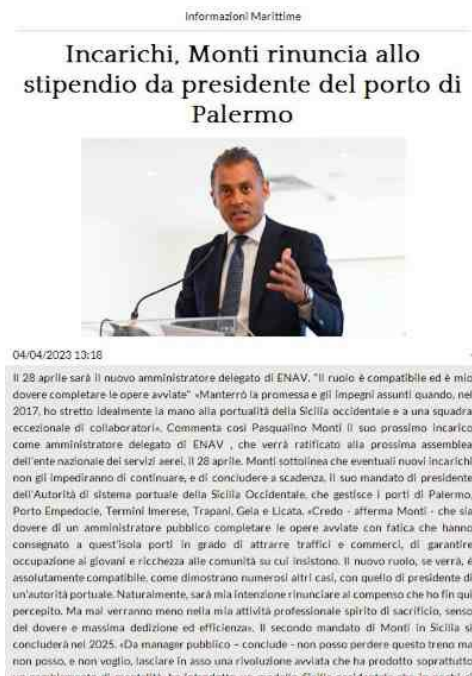 Informazioni Marittime
Incarichi, Monti rinuncia allo
stipendio da presidente del porto di
Palermo
04/04/2023 13:18
Il 28 aprile sarà il nuovo amministratore delegato di ENAV. "Il ruolo è compatibile ed è mio
dovere completare le opere avviate" «Manterrò la promessa e gli impegni assunti quando, nel
2017, ho stretto idealmente la mano alla portualità della Sicilia occidentale e a una squadra
eccezionale di collaboratori». Commenta così Pasqualino Monti il suo prossimo incarico
come amministratore delegato di ENAV , che verrà ratificato alla prossima assemblea
dell'ente nazionale dei servizi aerei, il 28 aprile. Monti sottolinea che eventuali nuovi incarichi
non gli impediranno di continuare, e di concludere a scadenza, il suo mandato di presidente
dell'Autorità di sistema portuale della Sicilia Occidentale, che gestisce i porti di Palermo,
Porto Empedocle, Termini Imerese, Trapani, Gela e Licata. «Credo - afferma Monti - che sia
dovere di un amministratore pubblico completare le opere avviate con fatica che hanno
consegnato a quest'isola porti in grado di attrarre traffici e commerci, di garantire
occupazione ai giovani e ricchezza alle comunità su cui insistono. Il nuovo ruolo, se verrà, è
assolutamente compatibile, come dimostrano numerosi altri casi, con quello di presidente di
un'autorità portuale. Naturalmente, sarà mia intenzione rinunciare al compenso che ho fin qui
percepito. Ma mai verranno meno nella mia attività professionale spirito di sacrificio, senso
del dovere e massima dedizione ed efficienza». Il secondo mandato di Monti in Sicilia si
concluderà nel 2025. «Da manager pubblico – conclude - non posso perdere questo treno ma
non posso, e non voglio, lasciare in asso una rivoluzione avviata che ha prodotto soprattutto